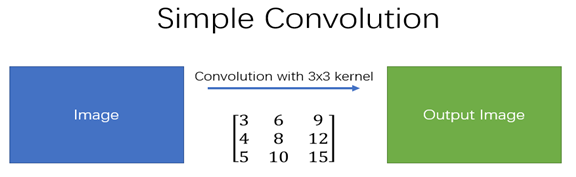 Simple Convolution
Convolution with 3x3 kernel
Image
Output Image
3 6 9
4 8 12
5 10 15